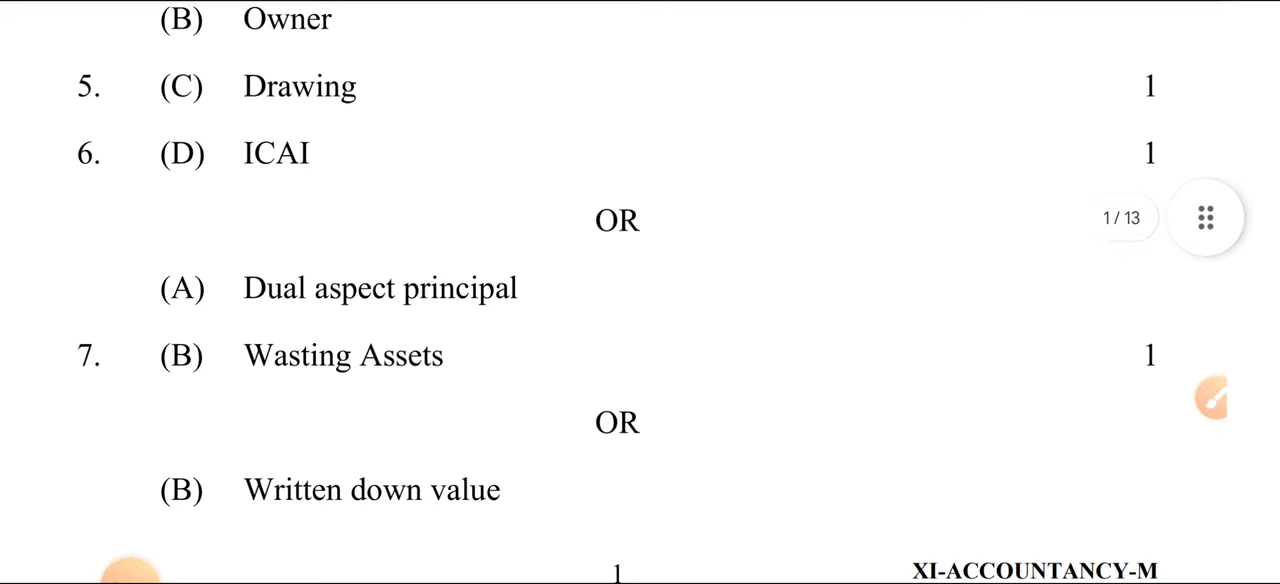 (B) Owner
5. (C) Drawing 1
6. (D) ICAI 1
OR
1 / 13
(A) Dual aspect principal
7. (B) Wasting Assets 1
OR
(B) Written down value
1 XI-ACCOUNTANCY-M